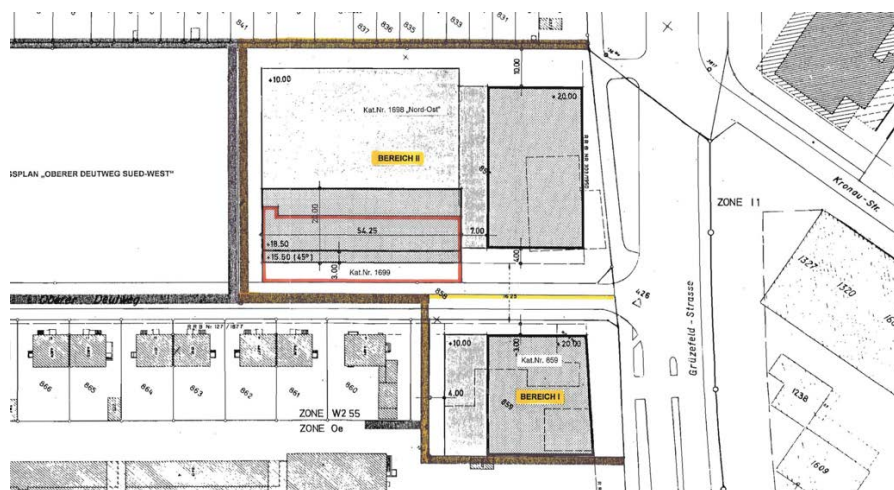 841
837
836
835
833
831
+10.00
10.00
+20.00
Kat.Nr. 1698 „Nord-Ost"
BEREICH II
GSPLAN „OBERER DEUTWEG SUED-WEST"
ZONE I1
Kronau-Str.
54.25
7.00
+18.50
+15.50 (45°)
3.00
4.00
Kat.Nr. 1699
Oberer Deutweg
858
426
1327
1320
Grüzefeld-Strasse
+10.00
3.00
+20.00
Kat.Nr. 859
866
865
864
863
862
861
860
4.00
859
BEREICH I
1238
ZONE W2 55
ZONE Oe
1609